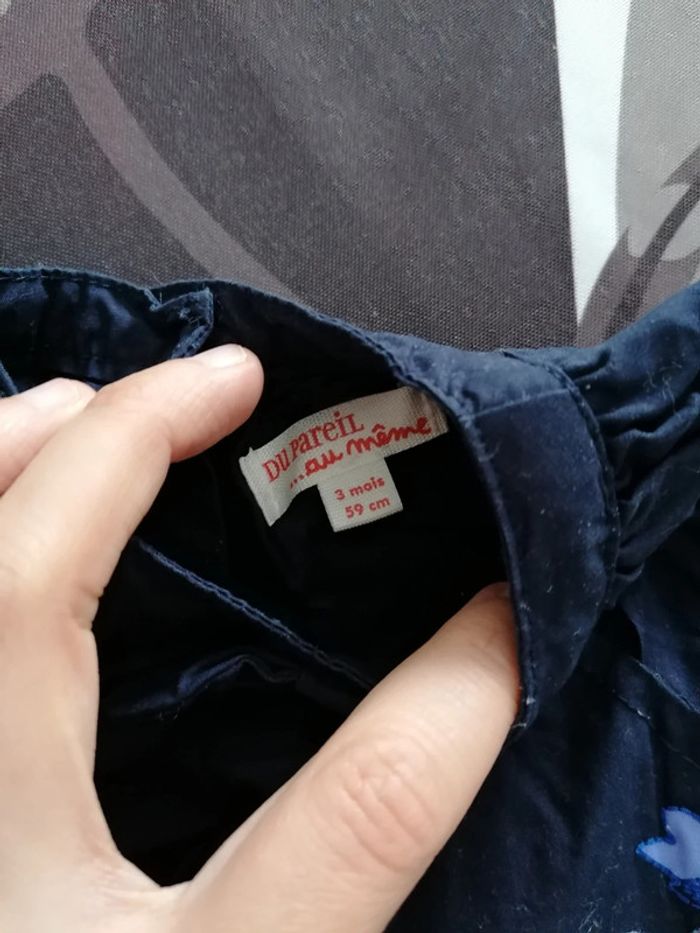 DU PareiL
...au même
3 mois
59 cm